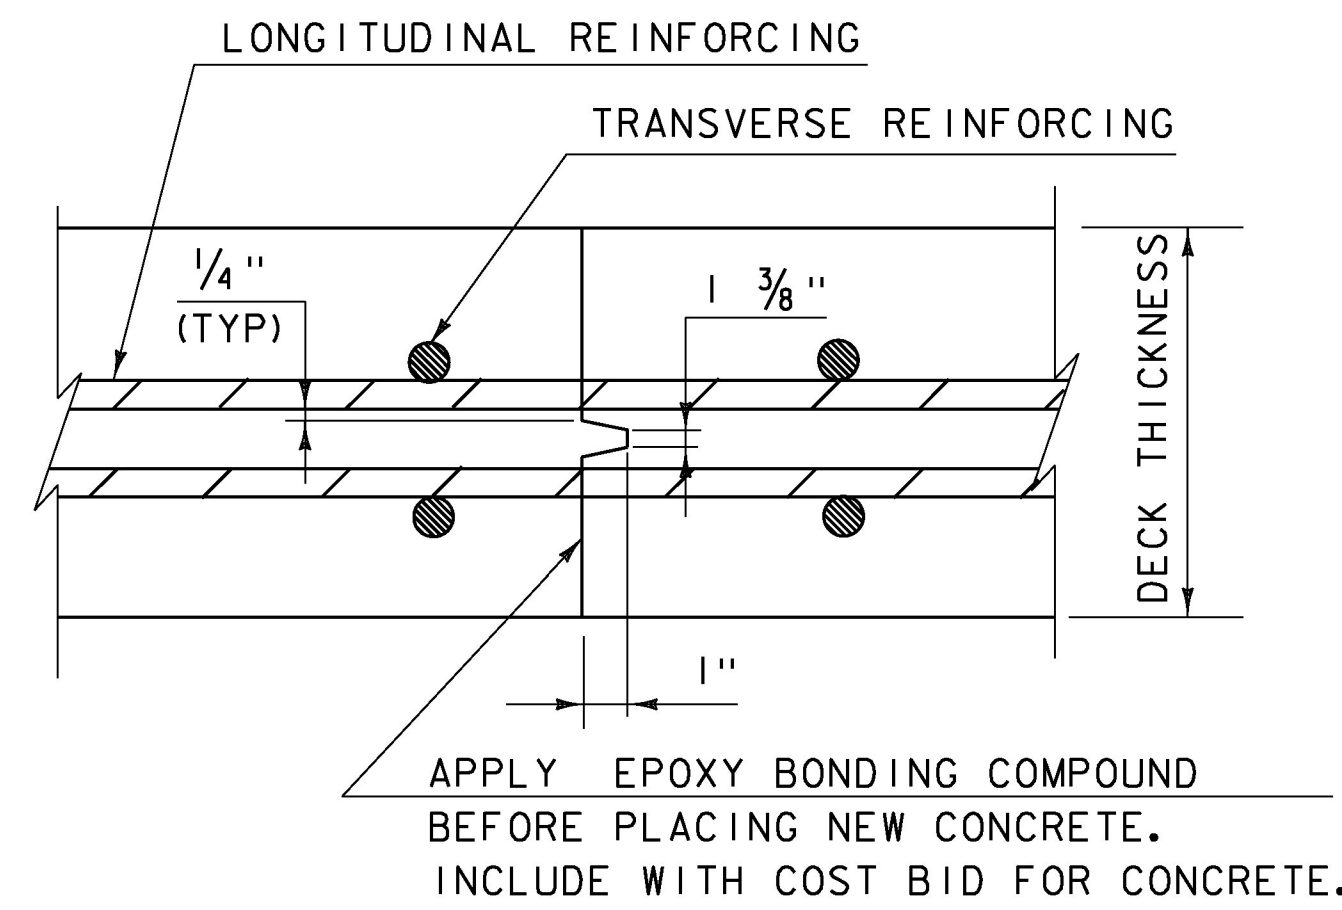 LONGITUDINAL REINFORCING
TRANSVERSE REINFORCING
1/4"
(TYP)
1 3/8"
DECK THICKNESS
1"
APPLY EPOXY BONDING COMPOUND
BEFORE PLACING NEW CONCRETE.
INCLUDE WITH COST BID FOR CONCRETE.